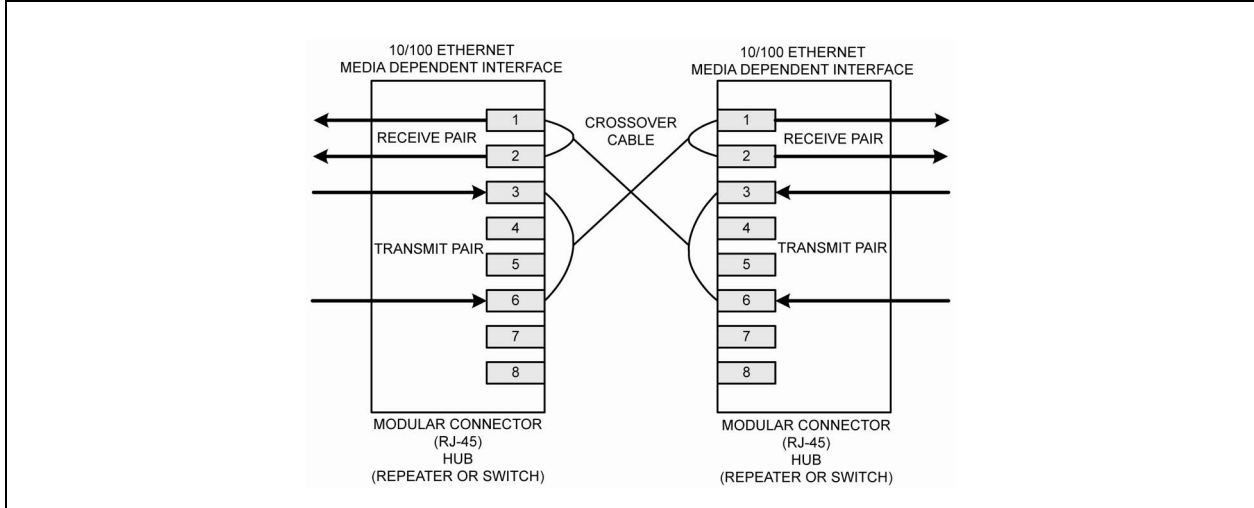 10/100 ETHERNET
MEDIA DEPENDENT INTERFACE
1
RECEIVE PAIR
2
3
4
TRANSMIT PAIR
5
6
7
8
MODULAR CONNECTOR
(RJ-45)
HUB
(REPEATER OR SWITCH)
CROSSOVER
CABLE
10/100 ETHERNET
MEDIA DEPENDENT INTERFACE
1
RECEIVE PAIR
2
3
4
TRANSMIT PAIR
5
6
7
8
MODULAR CONNECTOR
(RJ-45)
HUB
(REPEATER OR SWITCH)